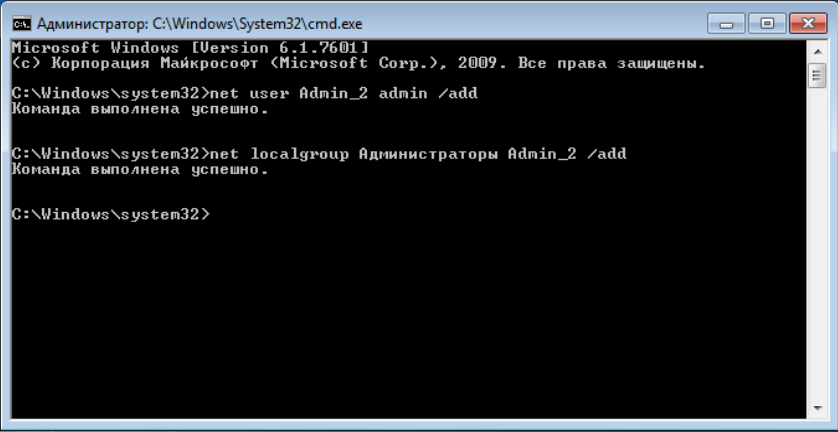 Администратор: C:\Windows\System32\cmd.exe
Microsoft Windows [Version 6.1.7601]
(c) Корпорация Майкрософт (Microsoft Corp.), 2009. Все права защищены.
C:\Windows\system32>net user Admin_2 admin /add
Команда выполнена успешно.
C:\Windows\system32>net localgroup Администраторы Admin_2 /add
Команда выполнена успешно.
C:\Windows\system32>